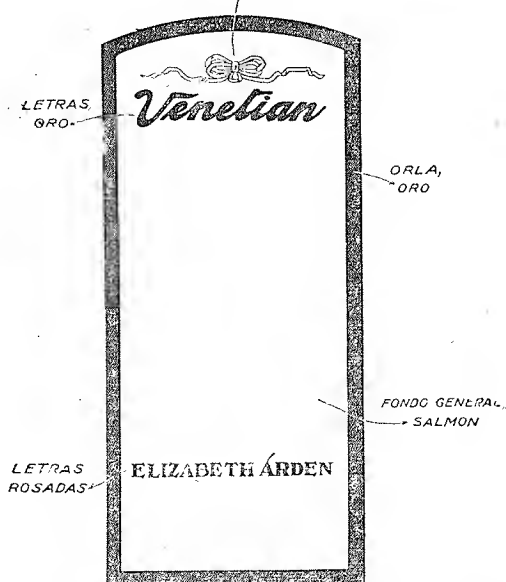 Venetian
LETRAS
ORO
ORLA,
ORO
FONDO GENERAL,
SALMON
LETRAS
ROSADAS
ELIZABETH ARDEN